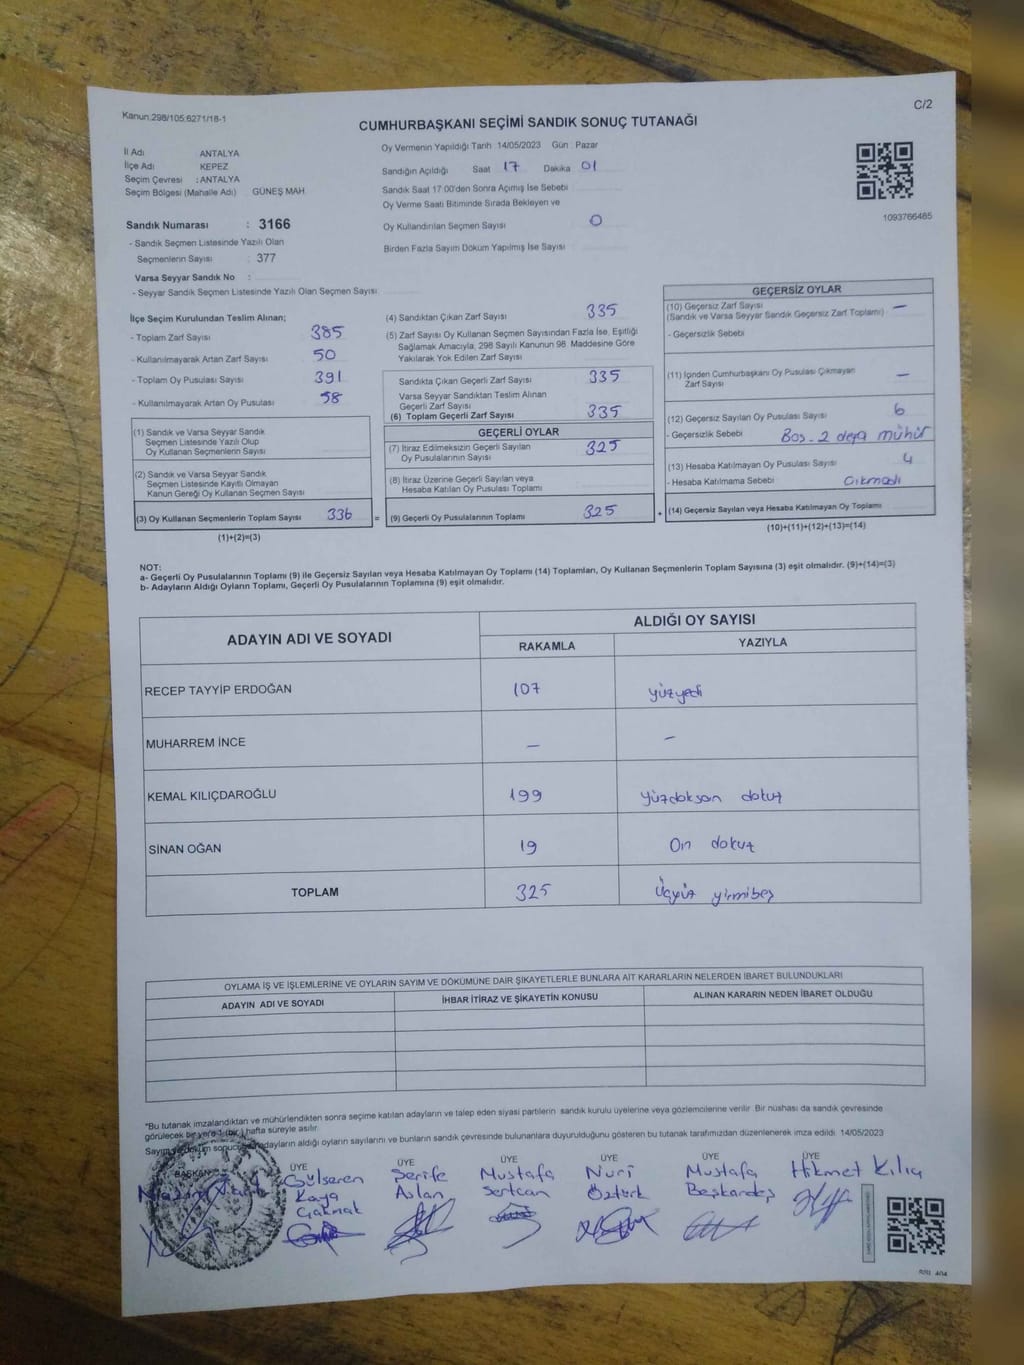 Kanun:298/105;6271/18-1
C/2
CUMHURBAŞKANI SEÇİMİ SANDIK SONUÇ TUTANAĞI
İl Adı ANTALYA
İlçe Adı KEPEZ
Seçim Çevresi : ANTALYA
Seçim Bölgesi (Mahalle Adı) GÜNEŞ MAH
Sandık Numarası : 3166
- Sandık Seçmen Listesinde Yazılı Olan
Seçmenlerin Sayısı : 377
Varsa Seyyar Sandık No :
- Seyyar Sandık Seçmen Listesinde Yazılı Olan Seçmen Sayısı
Oy Vermenin Yapıldığı Tarih 14/05/2023 Gün : Pazar
Sandığın Açıldığı Saat 17 Dakika 01
Sandık Saat 17.00'den Sonra Açımış İse Sebebi
Oy Verme Saati Bitiminde Sırada Bekleyen ve
Oy Kullandırılan Seçmen Sayısı 0
Birden Fazla Sayım Döküm Yapılmış İse Sayısı
1093766485
İlçe Seçim Kurulundan Teslim Alınan;
- Toplam Zarf Sayısı 385
- Kullanılmayarak Artan Zarf Sayısı 50
- Toplam Oy Pusulası Sayısı 391
- Kullanılmayarak Artan Oy Pusulası 58
(1) Sandık ve Varsa Seyyar Sandık
Seçmen Listesinde Yazılı Olup
Oy Kullanan Seçmenlerin Sayısı
(2) Sandık ve Varsa Seyyar Sandık
Seçmen Listesinde Kayıtlı Olmayan
Kanun Gereği Oy Kullanan Seçmen Sayısı
(3) Oy Kullanan Seçmenlerin Toplam Sayısı 336 =
(1)+(2)=(3)
(4) Sandıktan Çıkan Zarf Sayısı 335
(5) Zarf Sayısı Oy Kullanan Seçmen Sayısından Fazla İse, Eşitliği
Sağlamak Amacıyla, 298 Sayılı Kanunun 98. Maddesine Göre
Yakılarak Yok Edilen Zarf Sayısı
Sandıkta Çıkan Geçerli Zarf Sayısı 335
Varsa Seyyar Sandıktan Teslim Alınan
Geçerli Zarf Sayısı
(6) Toplam Geçerli Zarf Sayısı 335
GEÇERLİ OYLAR
(7) İtiraz Edilmeksizin Geçerli Sayılan
Oy Pusulalarının Sayısı 325
(8) İtiraz Üzerine Geçerli Sayılan veya
Hesaba Katılan Oy Pusulası Toplamı
(9) Geçerli Oy Pusulalarının Toplamı 325 +
GEÇERSİZ OYLAR
(10) Geçersiz Zarf Sayısı —
(Sandık ve Varsa Seyyar Sandık Geçersiz Zarf Toplamı)
- Geçersizlik Sebebi
(11) İçinden Cumhurbaşkanı Oy Pusulası Çıkmayan
Zarf Sayısı —
(12) Geçersiz Sayılan Oy Pusulası Sayısı 6
- Geçersizlik Sebebi Boş - 2 defa mühür
(13) Hesaba Katılmayan Oy Pusulası Sayısı 4
- Hesaba Katılmama Sebebi Çıkmadı
(14) Geçersiz Sayılan veya Hesaba Katılmayan Oy Toplamı
(10)+(11)+(12)+(13)=(14)
NOT:
a- Geçerli Oy Pusulalarının Toplamı (9) ile Geçersiz Sayılan veya Hesaba Katılmayan Oy Toplamı (14) Toplamları, Oy Kullanan Seçmenlerin Toplam Sayısına (3) eşit olmalıdır. (9)+(14)=(3)
b- Adayların Aldığı Oyların Toplamı, Geçerli Oy Pusulalarının Toplamına (9) eşit olmalıdır.
ADAYIN ADI VE SOYADI ALDIĞI OY SAYISI
RAKAMLA YAZIYLA
RECEP TAYYİP ERDOĞAN 107 yüzyedi
MUHARREM İNCE — —
KEMAL KILIÇDAROĞLU 199 yüzdoksan dokuz
SİNAN OĞAN 19 On dokuz
TOPLAM 325 Üçyüz yirmibeş
OYLAMA İŞ VE İŞLEMLERİNE VE OYLARIN SAYIM VE DÖKÜMÜNE DAİR ŞİKAYETLERLE BUNLARA AİT KARARLARIN NELERDEN İBARET BULUNDUKLARI
ADAYIN ADI VE SOYADI İHBAR İTİRAZ VE ŞİKAYETİN KONUSU ALINAN KARARIN NEDEN İBARET OLDUĞU
*Bu tutanak imzalandıktan ve mühürlendikten sonra seçime katılan adayların ve talep eden siyasi partilerin sandık kurulu üyelerine veya gözlemcilerine verilir. Bir nüshası da sandık çevresinde
görülecek bir yere 1 (bir) hafta süreyle asılır.
Sayım ve döküm sonucu adayların aldığı oyların sayılarını ve bunların sandık çevresinde bulunanlara duyurulduğunu gösteren bu tutanak tarafımızdan düzenlenerek imza edildi. 14/05/2023
BAŞKAN ÜYE ÜYE ÜYE ÜYE ÜYE ÜYE
Gülseren Şerife Mustafa Nuri Mustafa Hikmet Kılıç
Kaya Aslan Sertcan Öztürk Beşkardeş
Çakmak